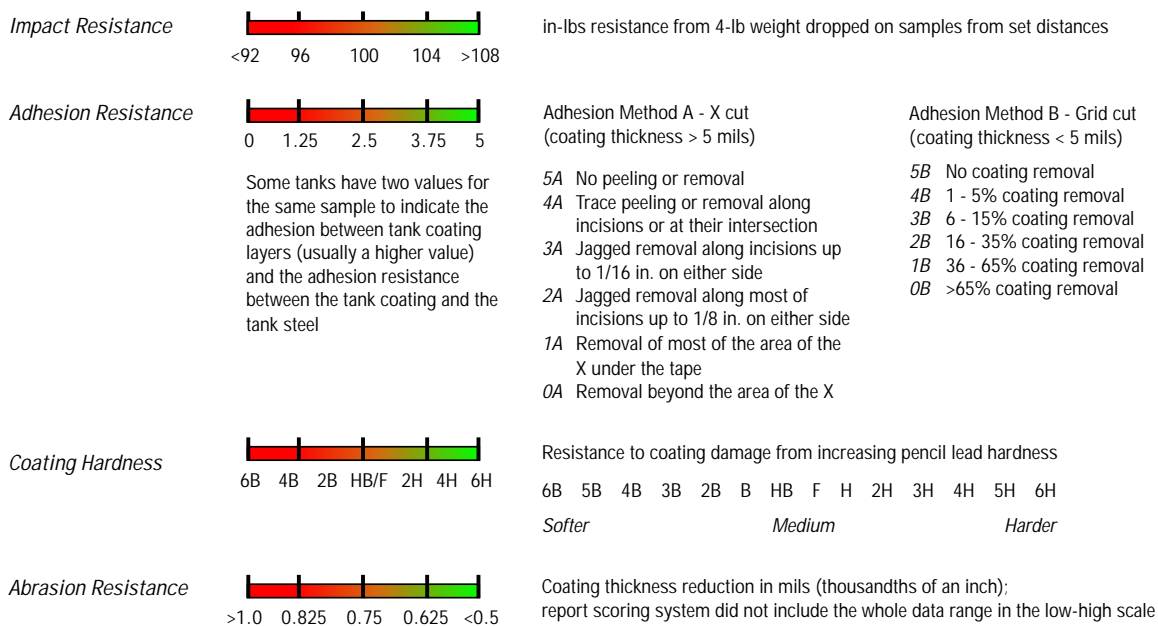 Impact Resistance
<92 96 100 104 >108
in-lbs resistance from 4-lb weight dropped on samples from set distances
Adhesion Resistance
0 1.25 2.5 3.75 5
Some tanks have two values for
the same sample to indicate the
adhesion between tank coating
layers (usually a higher value)
and the adhesion resistance
between the tank coating and the
tank steel
Adhesion Method A - X cut
(coating thickness > 5 mils)
5A No peeling or removal
4A Trace peeling or removal along
incisions or at their intersection
3A Jagged removal along incisions up
to 1/16 in. on either side
2A Jagged removal along most of
incisions up to 1/8 in. on either side
1A Removal of most of the area of the
X under the tape
0A Removal beyond the area of the X
Adhesion Method B - Grid cut
(coating thickness < 5 mils)
5B No coating removal
4B 1 - 5% coating removal
3B 6 - 15% coating removal
2B 16 - 35% coating removal
1B 36 - 65% coating removal
0B >65% coating removal
Coating Hardness
6B 4B 2B HB/F 2H 4H 6H
Resistance to coating damage from increasing pencil lead hardness
6B 5B 4B 3B 2B B HB F H 2H 3H 4H 5H 6H
Softer Medium Harder
Abrasion Resistance
>1.0 0.825 0.75 0.625 <0.5
Coating thickness reduction in mils (thousandths of an inch);
report scoring system did not include the whole data range in the low-high scale